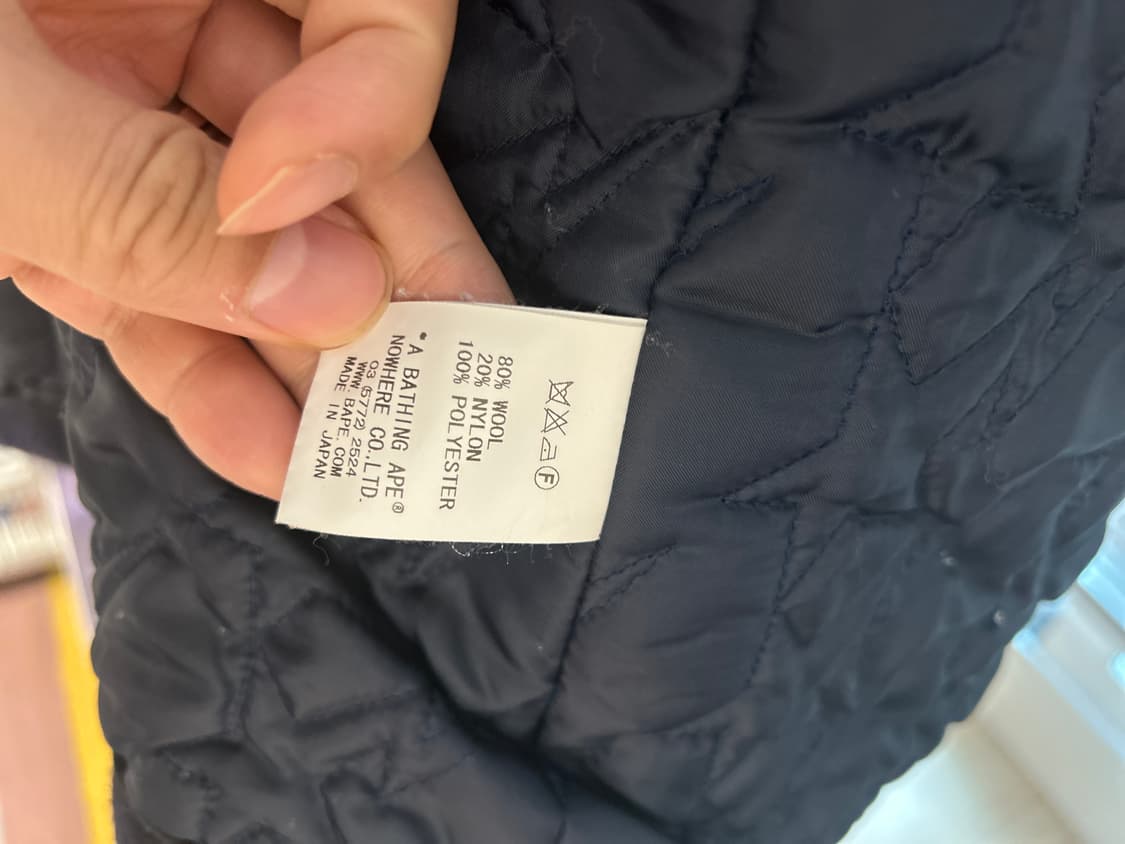 F
80% WOOL
20% NYLON
100% POLYESTER
* A BATHING APE®
NOWHERE CO.,LTD.
03 (5772) 2524
WWW. BAPE. COM
MADE IN JAPAN